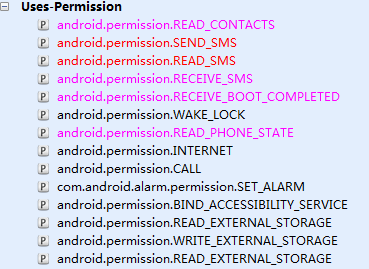 Uses-Permission
android.permission.READ_CONTACTS
android.permission.SEND_SMS
android.permission.READ_SMS
android.permission.RECEIVE_SMS
android.permission.RECEIVE_BOOT_COMPLETED
android.permission.WAKE_LOCK
android.permission.READ_PHONE_STATE
android.permission.INTERNET
android.permission.CALL
com.android.alarm.permission.SET_ALARM
android.permission.BIND_ACCESSIBILITY_SERVICE
android.permission.READ_EXTERNAL_STORAGE
android.permission.WRITE_EXTERNAL_STORAGE
android.permission.READ_EXTERNAL_STORAGE